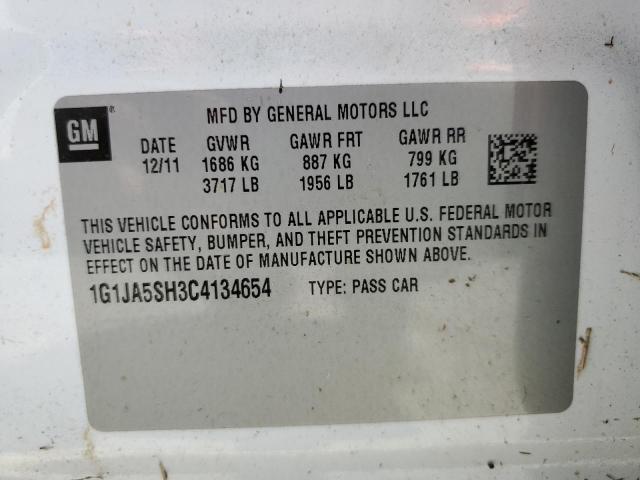 GM ®
MFD BY GENERAL MOTORS LLC
DATE GVWR GAWR FRT GAWR RR
12/11 1686 KG 887 KG 799 KG
3717 LB 1956 LB 1761 LB
THIS VEHICLE CONFORMS TO ALL APPLICABLE U.S. FEDERAL MOTOR
VEHICLE SAFETY, BUMPER, AND THEFT PREVENTION STANDARDS IN
EFFECT ON THE DATE OF MANUFACTURE SHOWN ABOVE.
1G1JA5SH3C4134654 TYPE: PASS CAR